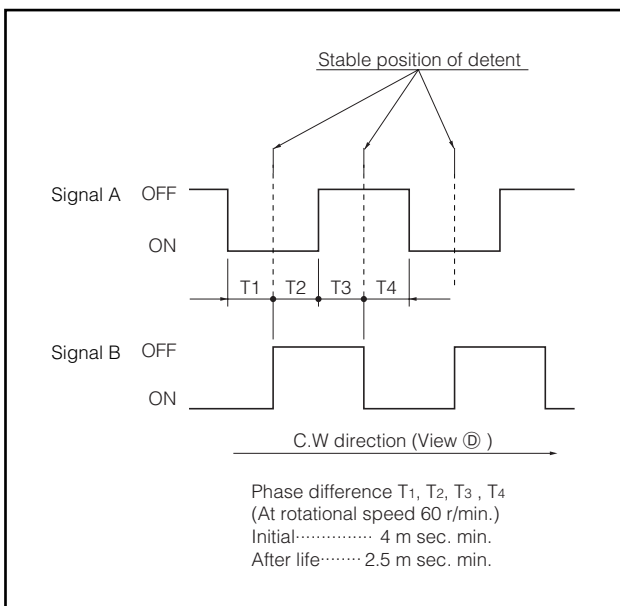 Stable position of detent
Signal A OFF
ON
T1 T2 T3 T4
Signal B OFF
ON
C.W direction (View Ⓓ )
Phase difference T1, T2, T3 , T4
(At rotational speed 60 r/min.)
Initial··············· 4 m sec. min.
After life········ 2.5 m sec. min.